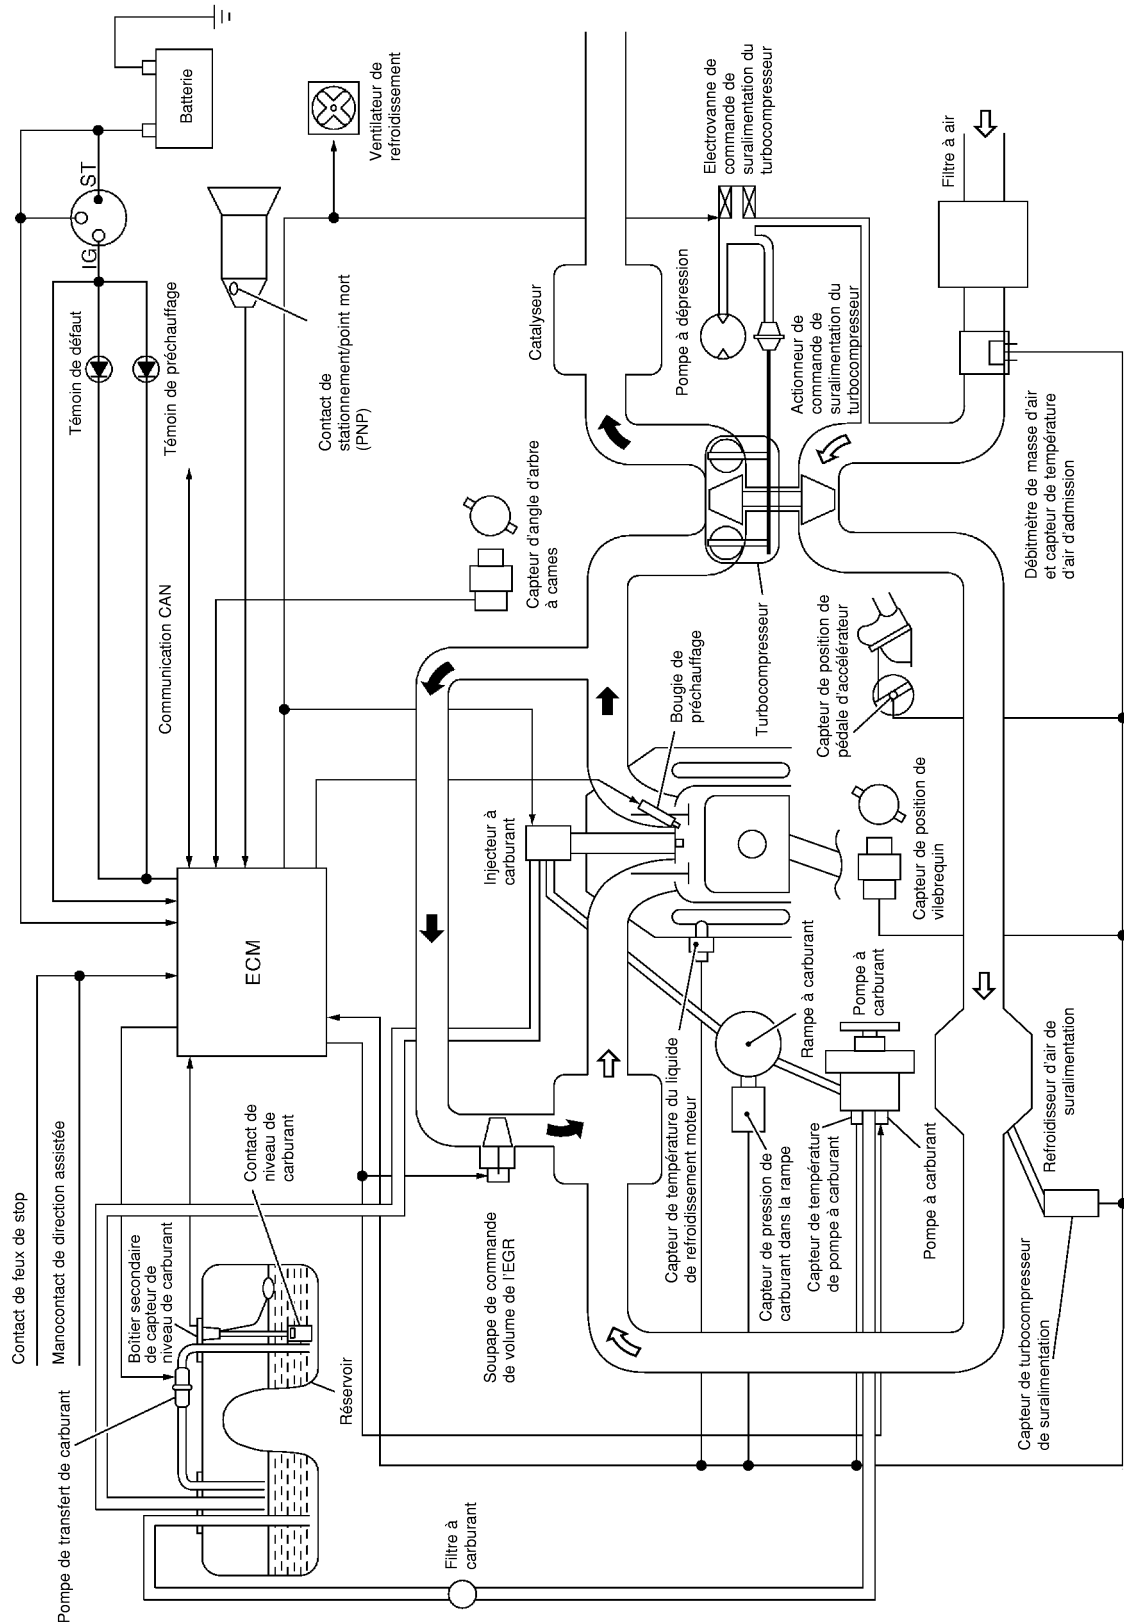 Contact de feux de stop
Manocontact de direction assistée
Pompe de transfert de carburant
Boîtier secondaire
de capteur de
niveau de carburant
Contact de
niveau de
carburant
Réservoir
Filtre à
carburant
ECM
Communication CAN
Témoin de défaut
Témoin de préchauffage
IG
ST
Batterie
Ventilateur de
refroidissement
Contact de
stationnement/point mort
(PNP)
Capteur d'angle d'arbre
à cames
Soupape de commande
de volume de l'EGR
Injecteur à
carburant
Bougie de
préchauffage
Catalyseur
Turbocompresseur
Pompe à dépression
Electrovanne de
commande de
suralimentation du
turbocompresseur
Actionneur de
commande de
suralimentation du
turbocompresseur
Filtre à air
Débitmètre de masse d'air
et capteur de température
d'air d'admission
Capteur de position de
pédale d'accélérateur
Capteur de position de
vilebrequin
Capteur de température du liquide
de refroidissement moteur
Rampe à carburant
Capteur de pression de
carburant dans la rampe
Capteur de température
de pompe à carburant
Pompe à
carburant
Pompe à carburant
Refroidisseur d'air de
suralimentation
Capteur de turbocompresseur
de suralimentation